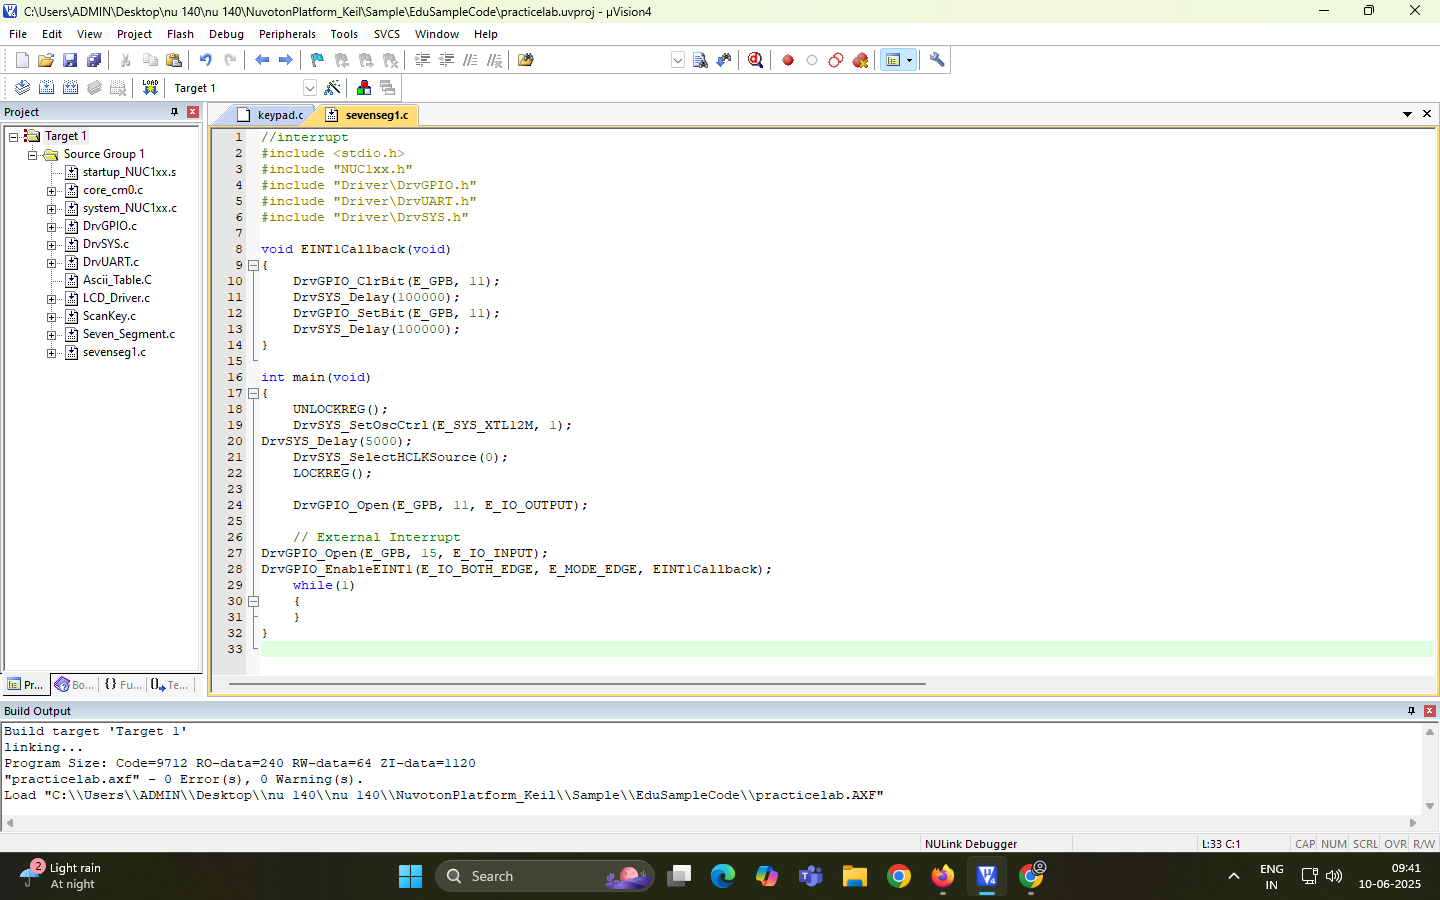 C:\Users\ADMIN\Desktop\nu 140\nu 140\NuvotonPlatform_Keil\Sample\EduSampleCode\practicelab.uvproj - µVision4
File Edit View Project Flash Debug Peripherals Tools SVCS Window Help
LOAD Target 1
Project
keypad.c sevenseg1.c
Target 1
Source Group 1
startup_NUC1xx.s
core_cm0.c
system_NUC1xx.c
DrvGPIO.c
DrvSYS.c
DrvUART.c
Ascii_Table.C
LCD_Driver.c
ScanKey.c
Seven_Segment.c
sevenseg1.c
Pr... Bo... {} Fu... Te...
1 //interrupt
2 #include <stdio.h>
3 #include "NUC1xx.h"
4 #include "Driver\DrvGPIO.h"
5 #include "Driver\DrvUART.h"
6 #include "Driver\DrvSYS.h"
7
8 void EINT1Callback(void)
9 {
10     DrvGPIO_ClrBit(E_GPB, 11);
11     DrvSYS_Delay(100000);
12     DrvGPIO_SetBit(E_GPB, 11);
13     DrvSYS_Delay(100000);
14 }
15
16 int main(void)
17 {
18     UNLOCKREG();
19     DrvSYS_SetOscCtrl(E_SYS_XTL12M, 1);
20 DrvSYS_Delay(5000);
21     DrvSYS_SelectHCLKSource(0);
22     LOCKREG();
23
24     DrvGPIO_Open(E_GPB, 11, E_IO_OUTPUT);
25
26     // External Interrupt
27 DrvGPIO_Open(E_GPB, 15, E_IO_INPUT);
28 DrvGPIO_EnableEINT1(E_IO_BOTH_EDGE, E_MODE_EDGE, EINT1Callback);
29     while(1)
30     {
31     }
32 }
33
Build Output
Build target 'Target 1'
linking...
Program Size: Code=9712 RO-data=240 RW-data=64 ZI-data=1120
"practicelab.axf" - 0 Error(s), 0 Warning(s).
Load "C:\\Users\\ADMIN\\Desktop\\nu 140\\nu 140\\NuvotonPlatform_Keil\\Sample\\EduSampleCode\\practicelab.AXF"
NULink Debugger L:33 C:1 CAP NUM SCRL OVR R/W
2 Light rain
At night
Search
ENG
IN
09:41
10-06-2025